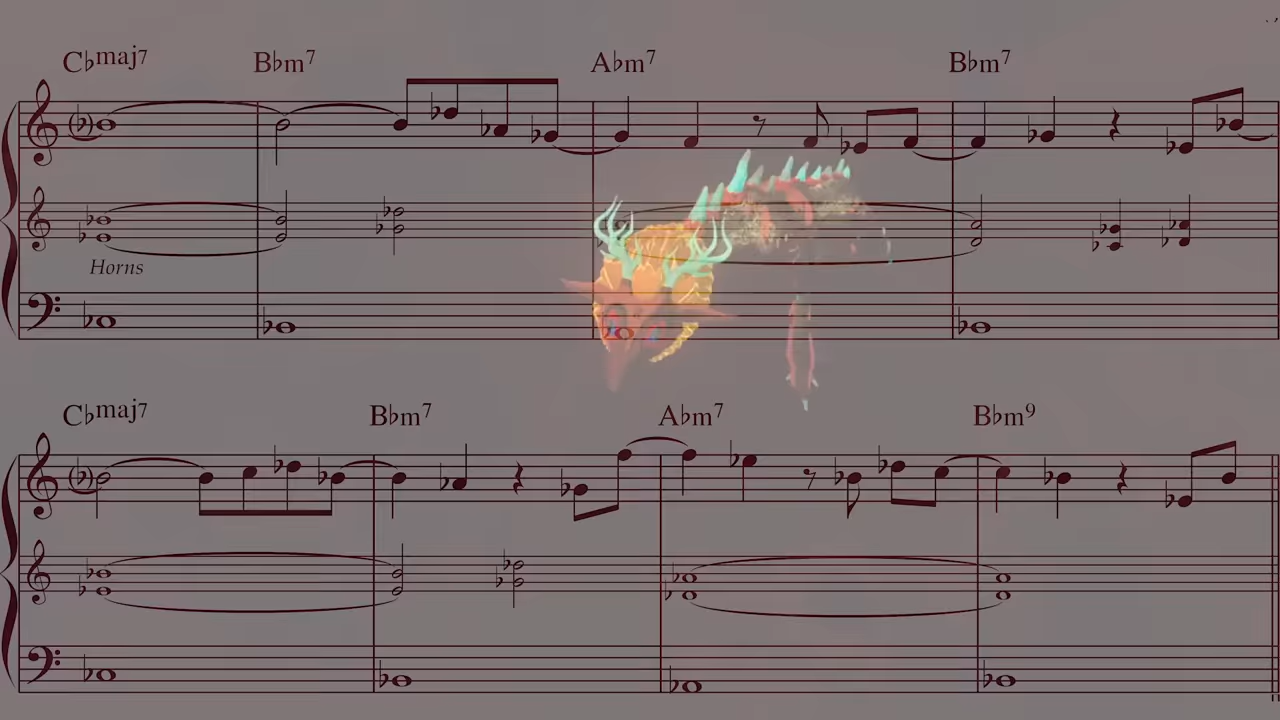 C♭maj7 B♭m7 A♭m7 B♭m7
Horns
C♭maj7 B♭m7 A♭m7 B♭m9